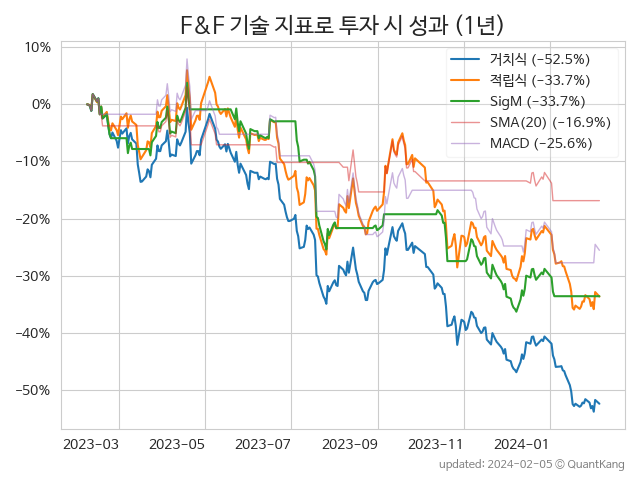 F&F 기술 지표로 투자 시 성과 (1년)
10%
0%
−10%
−20%
−30%
−40%
−50%
거치식 (−52.5%)
적립식 (−33.7%)
SigM (−33.7%)
SMA(20) (−16.9%)
MACD (−25.6%)
2023-03 2023-05 2023-07 2023-09 2023-11 2024-01
updated: 2024-02-05 © QuantKang